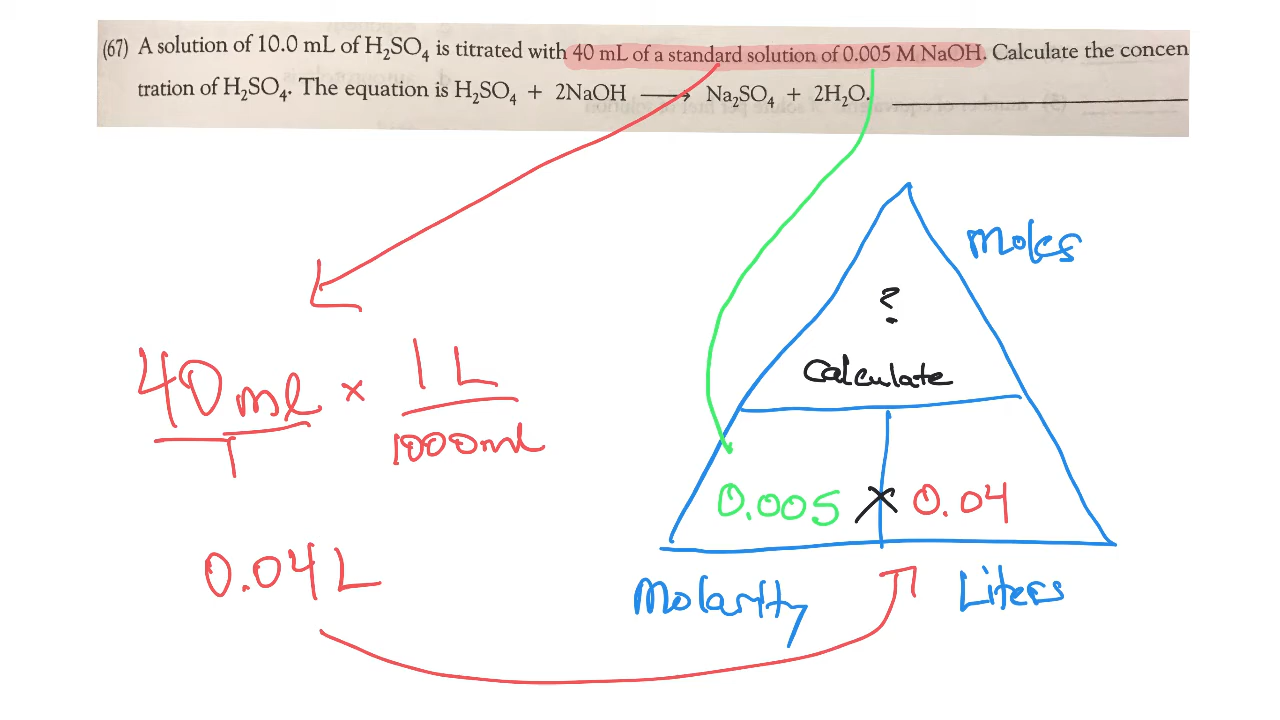 (67) A solution of 10.0 mL of H₂SO₄ is titrated with 40 mL of a standard solution of 0.005 M NaOH. Calculate the concen
tration of H₂SO₄. The equation is H₂SO₄ + 2NaOH ⟶ Na₂SO₄ + 2H₂O.
Moles
?
Calculate
40 ml × 1 L
1 1000ml
0.005 × 0.04
0.04 L
Molarity Liters